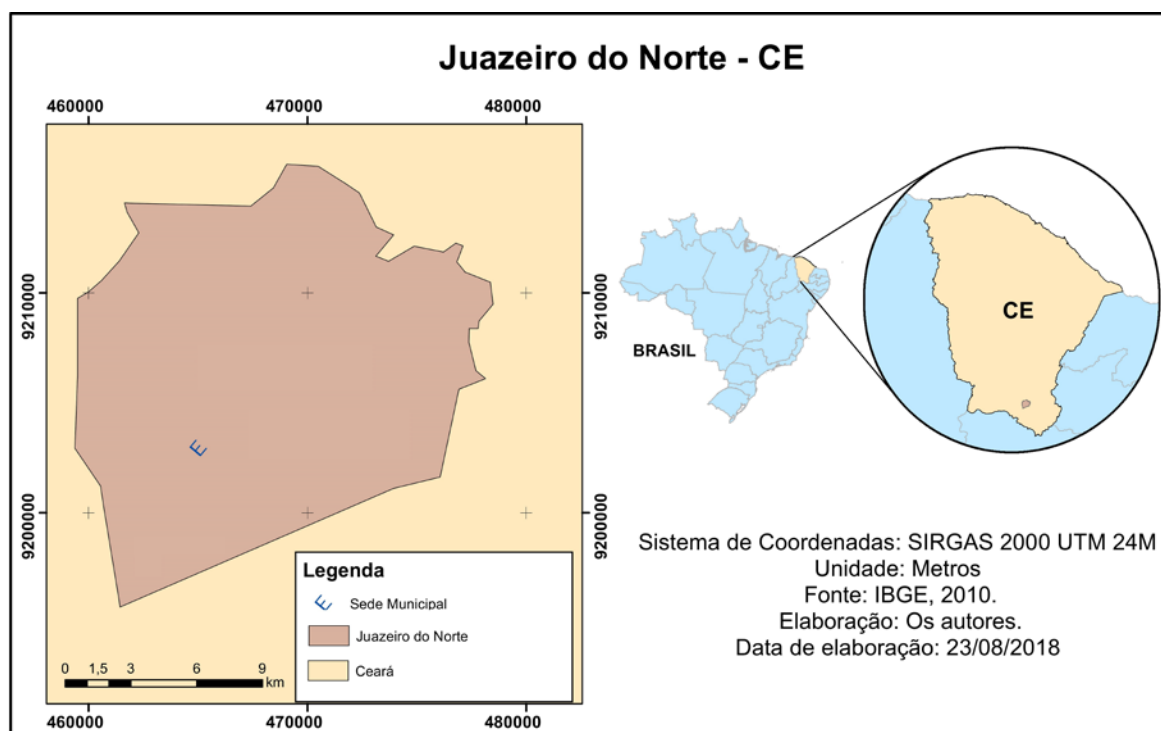 Juazeiro do Norte - CE
460000 470000 480000
9210000 9210000
9200000 9200000
E
Legenda
E Sede Municipal
Juazeiro do Norte
Ceará
0 1,5 3 6 9
km
460000 470000 480000
BRASIL
CE
Sistema de Coordenadas: SIRGAS 2000 UTM 24M
Unidade: Metros
Fonte: IBGE, 2010.
Elaboração: Os autores.
Data de elaboração: 23/08/2018